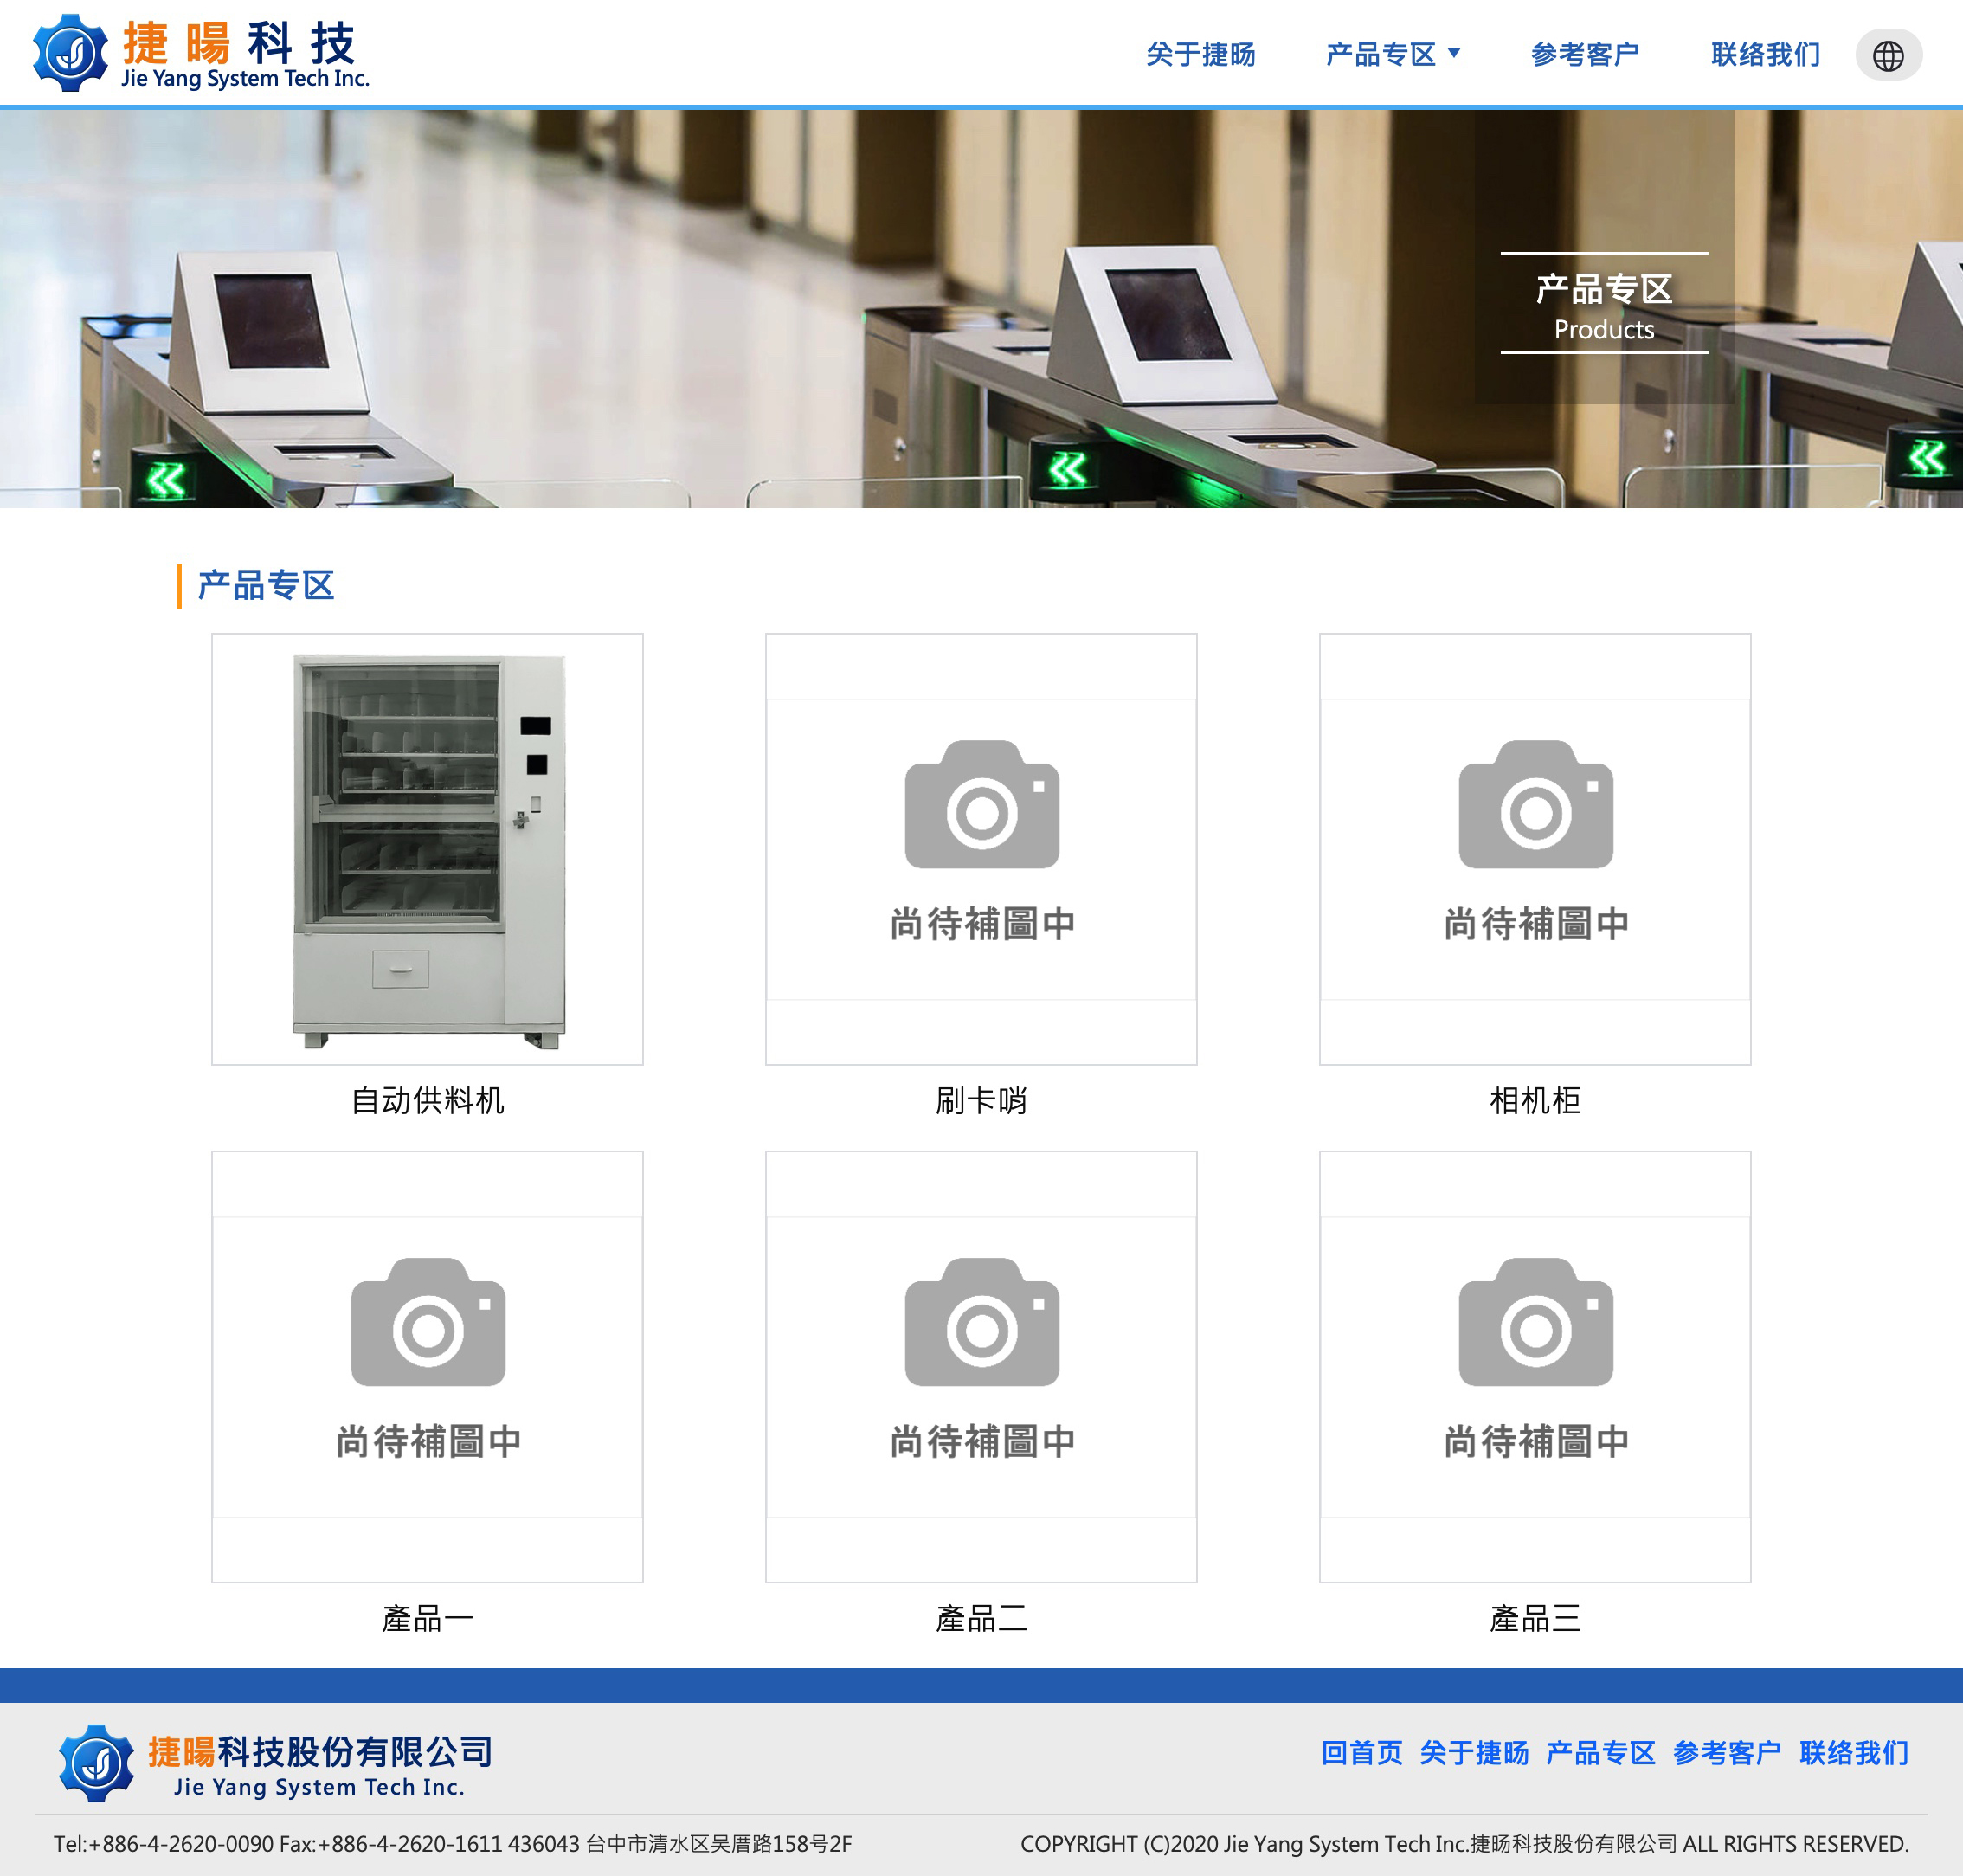 捷暘科技
Jie Yang System Tech Inc.
关于捷旸 产品专区 ▼ 参考客户 联络我们
产品专区
Products
产品专区
尚待補圖中 尚待補圖中
自动供料机 刷卡哨 相机柜
尚待補圖中 尚待補圖中 尚待補圖中
產品一 產品二 產品三
捷暘科技股份有限公司
Jie Yang System Tech Inc.
回首页 关于捷旸 产品专区 参考客户 联络我们
Tel:+886-4-2620-0090 Fax:+886-4-2620-1611 436043 台中市清水区吴厝路158号2F
COPYRIGHT (C)2020 Jie Yang System Tech Inc.捷旸科技股份有限公司 ALL RIGHTS RESERVED.